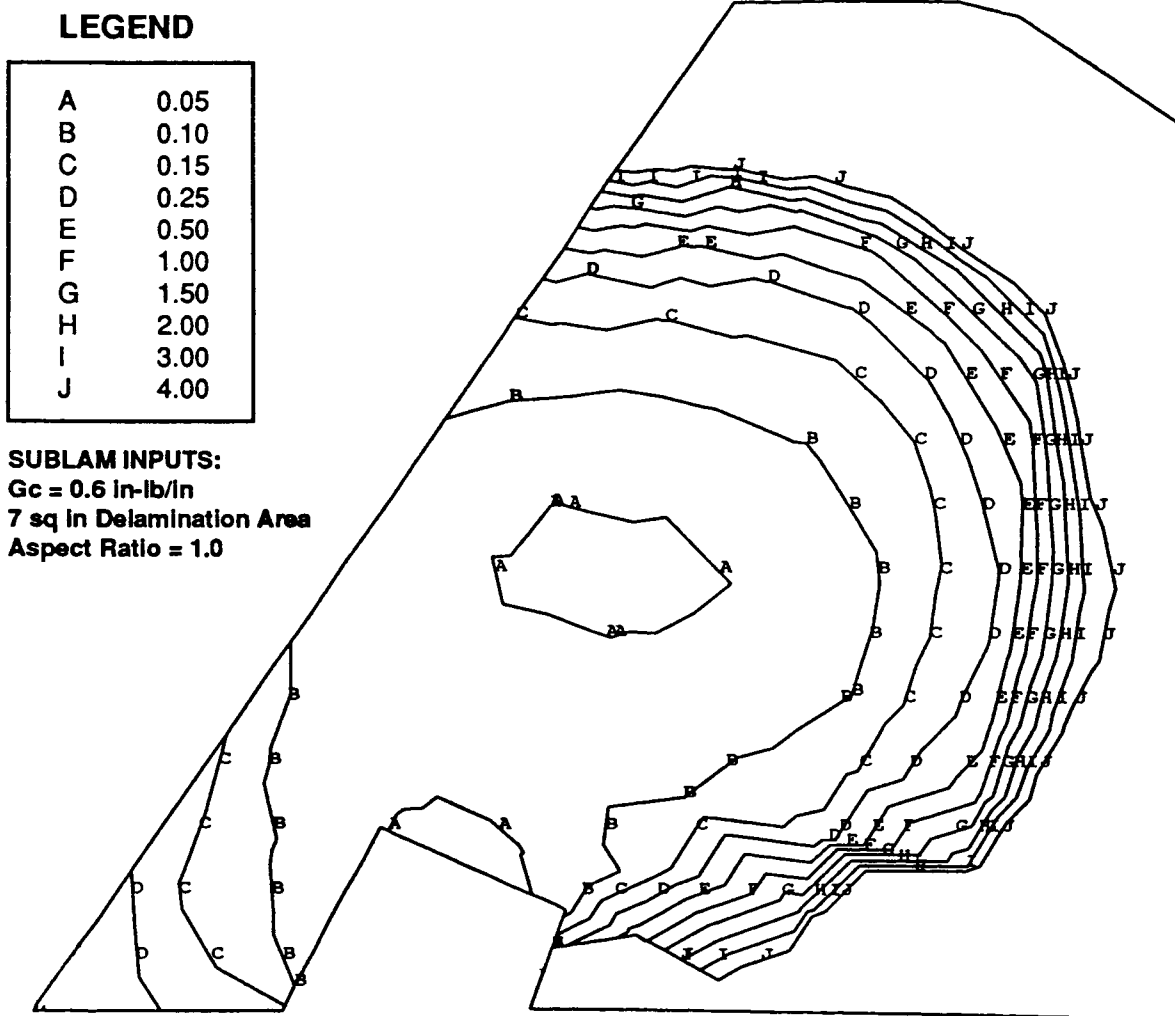 LEGEND
A 0.05
B 0.10
C 0.15
D 0.25
E 0.50
F 1.00
G 1.50
H 2.00
I 3.00
J 4.00
SUBLAM INPUTS:
Gc = 0.6 in-lb/in
7 sq in Delamination Area
Aspect Ratio = 1.0
J
I I I I J
H
G
E E F G H I J
D D
C C D E F G H I J
C D E F G H I J
B
B C D E F G H I J
A A A B C D E F G H I J
A A B C D E F G H I J
A A B C D E F G H I J
B B B C D E F G H I J
C B B C D E F G H I J
B
C B A A B C D E F G H I J
D E F G H
H
D C B B C D E F G H I J
D C B J I J
B